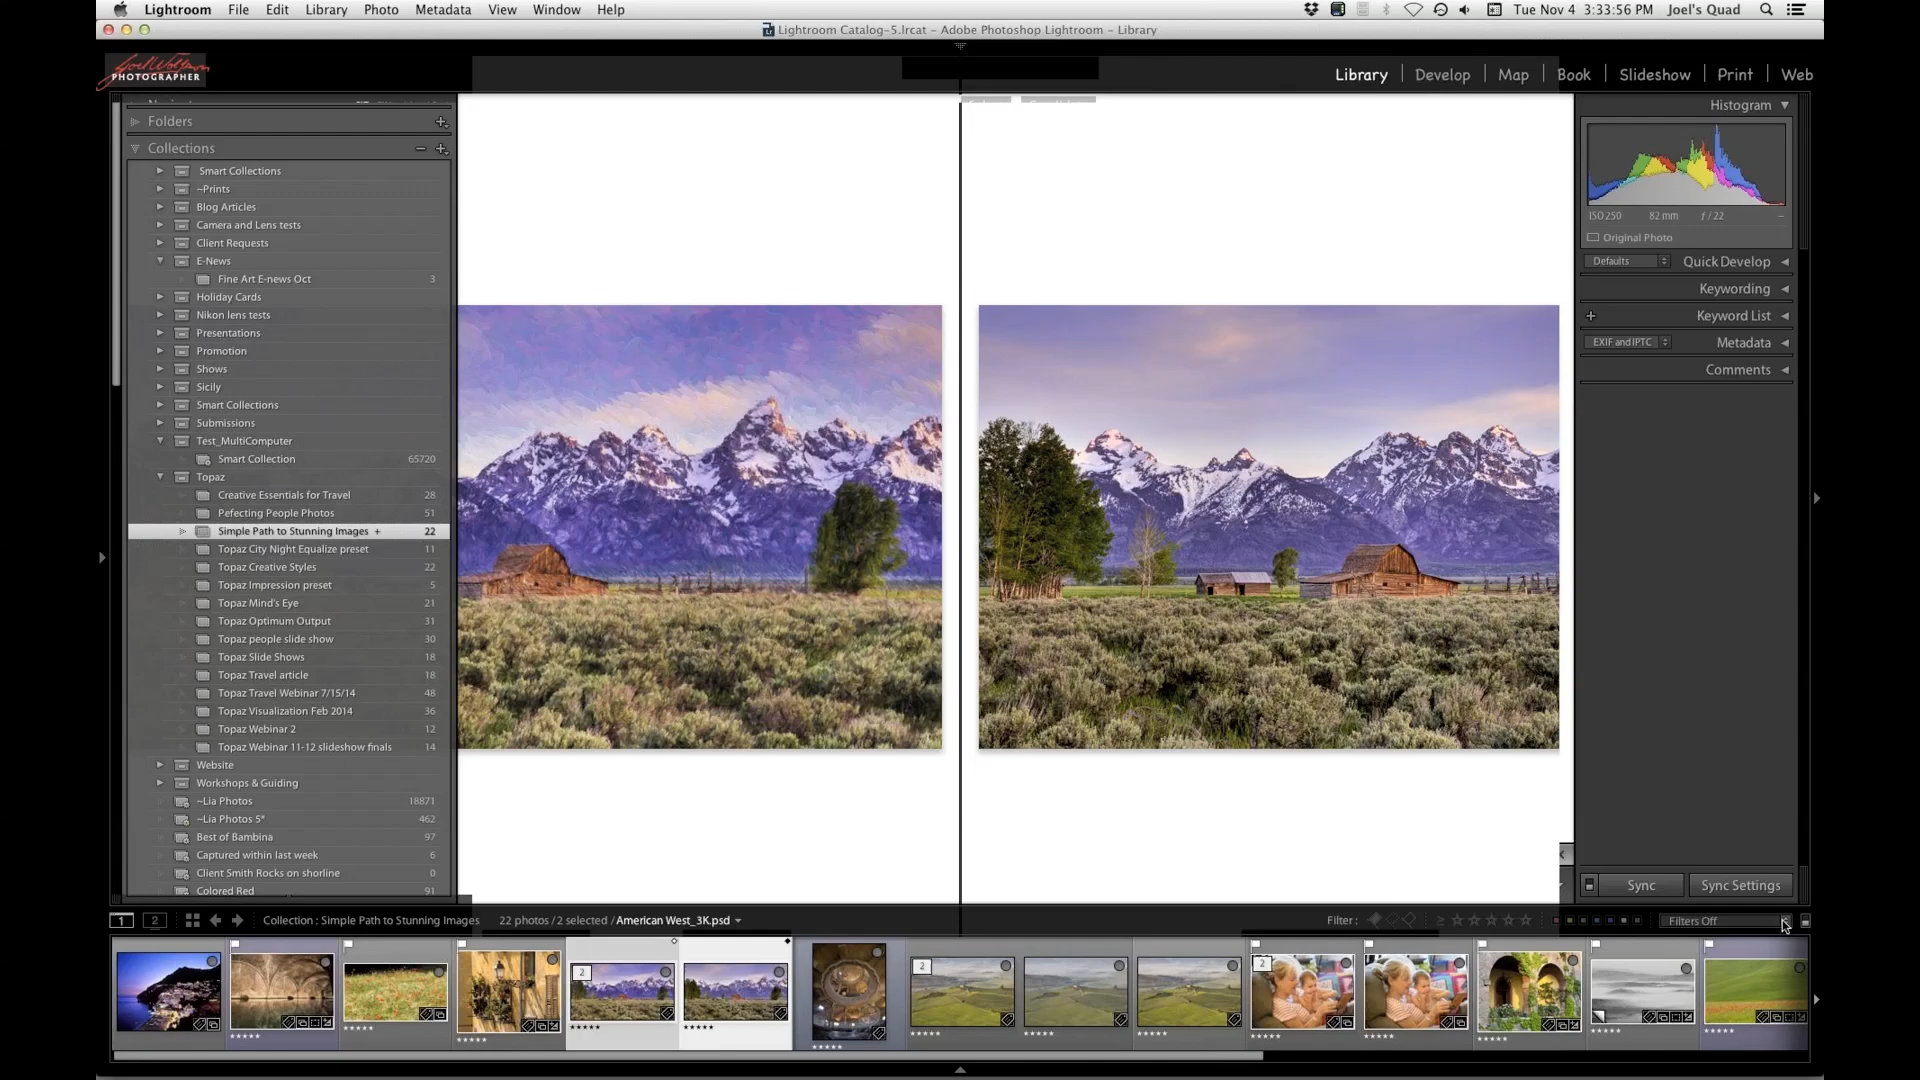 Lightroom File Edit Library Photo Metadata View Window Help Tue Nov 4 3:33:56 PM Joel's Quad
Lightroom Catalog-5.lrcat – Adobe Photoshop Lightroom – Library
PHOTOGRAPHER
Library Develop Map Book Slideshow Print Web
Folders
Collections
Smart Collections
~Prints
Blog Articles
Camera and Lens tests
Client Requests
E-News
Fine Art E-news Oct 3
Holiday Cards
Nikon lens tests
Presentations
Promotion
Shows
Sicily
Smart Collections
Submissions
Test_MultiComputer
Smart Collection 65720
Topaz
Creative Essentials for Travel 28
Pefecting People Photos 51
Simple Path to Stunning Images + 22
Topaz City Night Equalize preset 11
Topaz Creative Styles 22
Topaz Impression preset 5
Topaz Mind's Eye 21
Topaz Optimum Output 31
Topaz people slide show 30
Topaz Slide Shows 18
Topaz Travel article 18
Topaz Travel Webinar 7/15/14 48
Topaz Visualization Feb 2014 36
Topaz Webinar 2 12
Topaz Webinar 11-12 slideshow finals 14
Website
Workshops & Guiding
~Lia Photos 18871
~Lia Photos 5* 462
Best of Bambina 97
Captured within last week 6
Client Smith Rocks on shorline 0
Colored Red 91
Histogram
ISO 250 82 mm f / 22
Original Photo
Defaults Quick Develop
Keywording
Keyword List
EXIF and IPTC Metadata
Comments
Sync Sync Settings
1 2 Collection : Simple Path to Stunning Images 22 photos / 2 selected / American West_3K.psd Filter : Filters Off
2 2 2